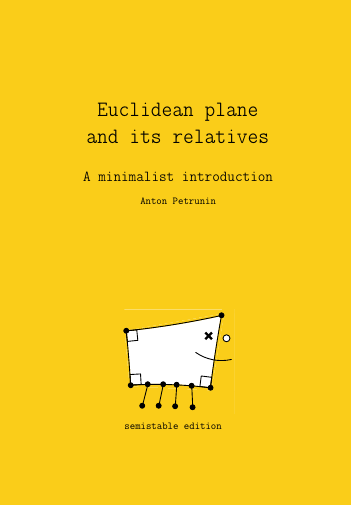 Euclidean plane
and its relatives
A minimalist introduction
Anton Petrunin
semistable edition